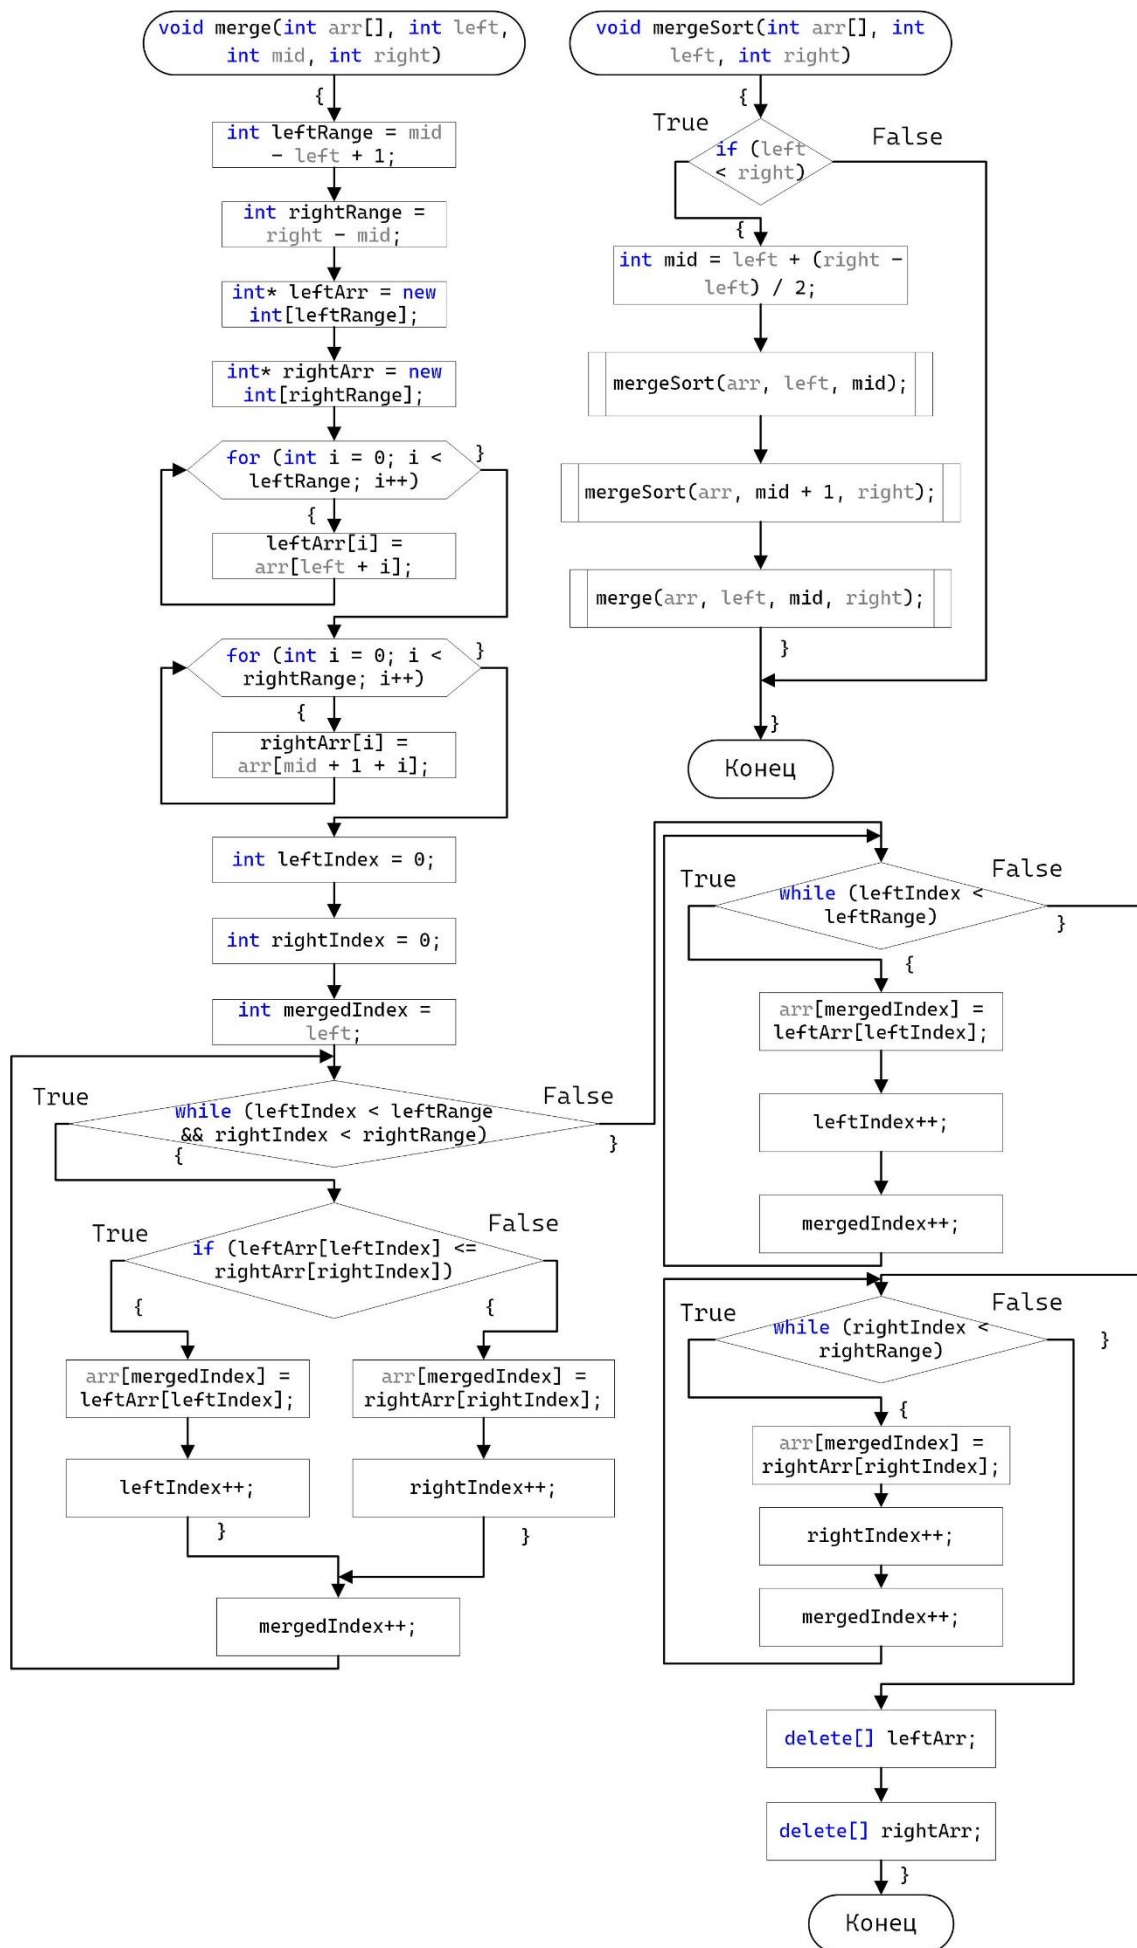 void merge(int arr[], int left,
int mid, int right)
{
int leftRange = mid
– left + 1;
int rightRange =
right – mid;
int* leftArr = new
int[leftRange];
int* rightArr = new
int[rightRange];
for (int i = 0; i <
leftRange; i++)
}
{
leftArr[i] =
arr[left + i];
for (int i = 0; i <
rightRange; i++)
}
{
rightArr[i] =
arr[mid + 1 + i];
int leftIndex = 0;
int rightIndex = 0;
int mergedIndex =
left;
True
False
while (leftIndex < leftRange
&& rightIndex < rightRange)
}
{
True
False
if (leftArr[leftIndex] <=
rightArr[rightIndex])
{
{
arr[mergedIndex] =
leftArr[leftIndex];
arr[mergedIndex] =
rightArr[rightIndex];
leftIndex++;
rightIndex++;
}
}
mergedIndex++;
void mergeSort(int arr[], int
left, int right)
{
True
False
if (left
< right)
{
int mid = left + (right –
left) / 2;
mergeSort(arr, left, mid);
mergeSort(arr, mid + 1, right);
merge(arr, left, mid, right);
}
}
Конец
True
False
while (leftIndex <
leftRange)
}
{
arr[mergedIndex] =
leftArr[leftIndex];
leftIndex++;
mergedIndex++;
True
False
while (rightIndex <
rightRange)
}
{
arr[mergedIndex] =
rightArr[rightIndex];
rightIndex++;
mergedIndex++;
delete[] leftArr;
delete[] rightArr;
}
Конец